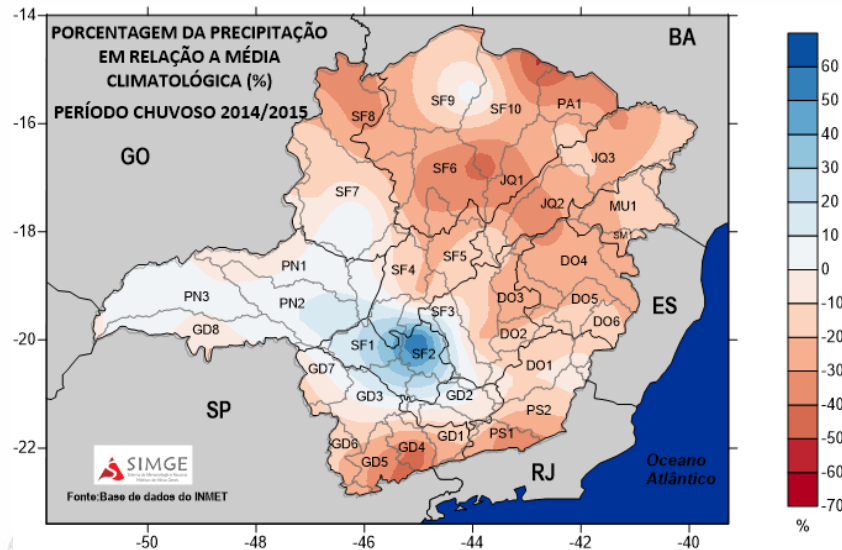 PORCENTAGEM DA PRECIPITAÇÃO
EM RELAÇÃO A MÉDIA
CLIMATOLÓGICA (%)
PERÍODO CHUVOSO 2014/2015
-14
-16
-18
-20
-22
-50
-48
-46
-44
-42
-40
BA
GO
ES
SP
RJ
Oceano
Atlântico
SF9
SF10
PA1
SF8
JQ3
SF6
JQ1
JQ2
MU1
SF7
SM1
PN1
SF4
SF5
DO4
PN3
PN2
SF3
DO3
DO5
GD8
SF1
SF2
DO2
DO6
GD7
GD3
GD2
DO1
PS2
GD6
GD5
GD4
GD1
PS1
SIMGE
Fonte:Base de dados do INMET
60
50
40
30
20
10
0
-10
-20
-30
-40
-50
-60
-70
%